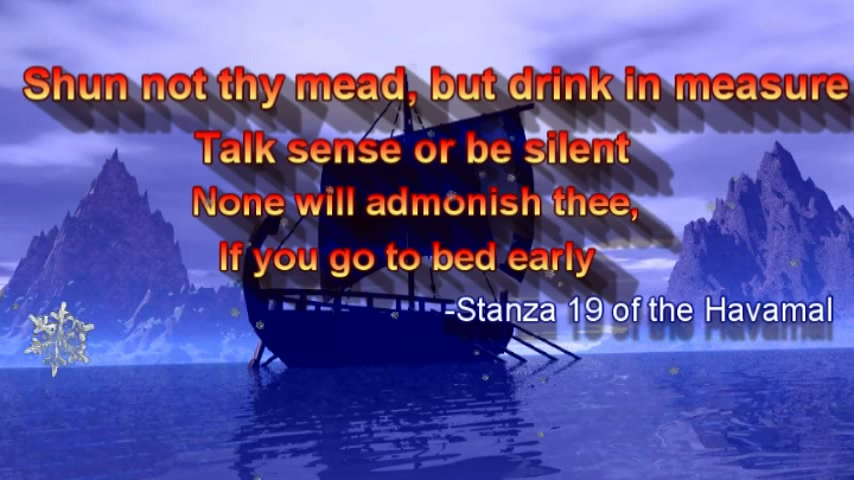 Shun not thy mead, but drink in measure
Talk sense or be silent
None will admonish thee,
If you go to bed early
-Stanza 19 of the Havamal